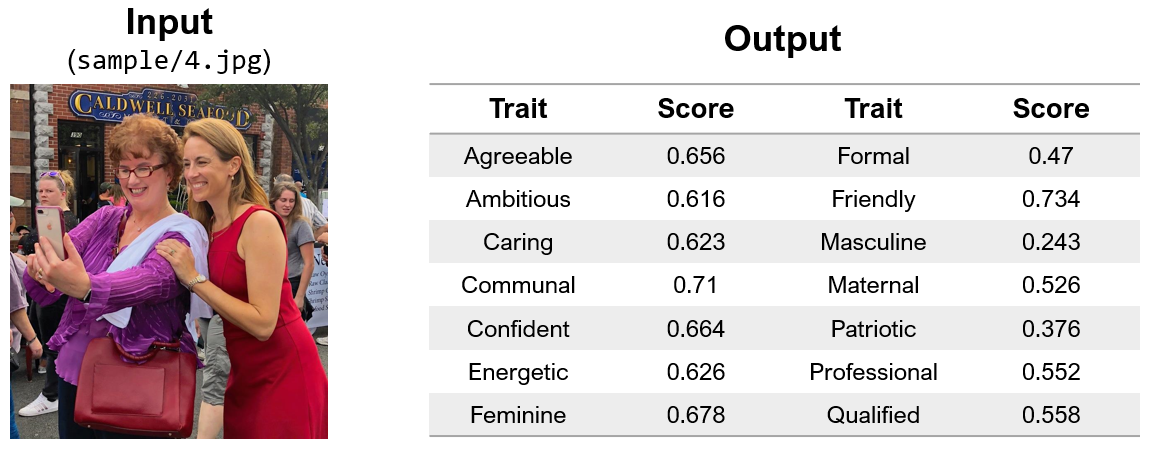 Input
(sample/4.jpg)
226-203
CALDWELL SEAFOOD
Output
Trait Score Trait Score
Agreeable 0.656 Formal 0.47
Ambitious 0.616 Friendly 0.734
Caring 0.623 Masculine 0.243
Communal 0.71 Maternal 0.526
Confident 0.664 Patriotic 0.376
Energetic 0.626 Professional 0.552
Feminine 0.678 Qualified 0.558